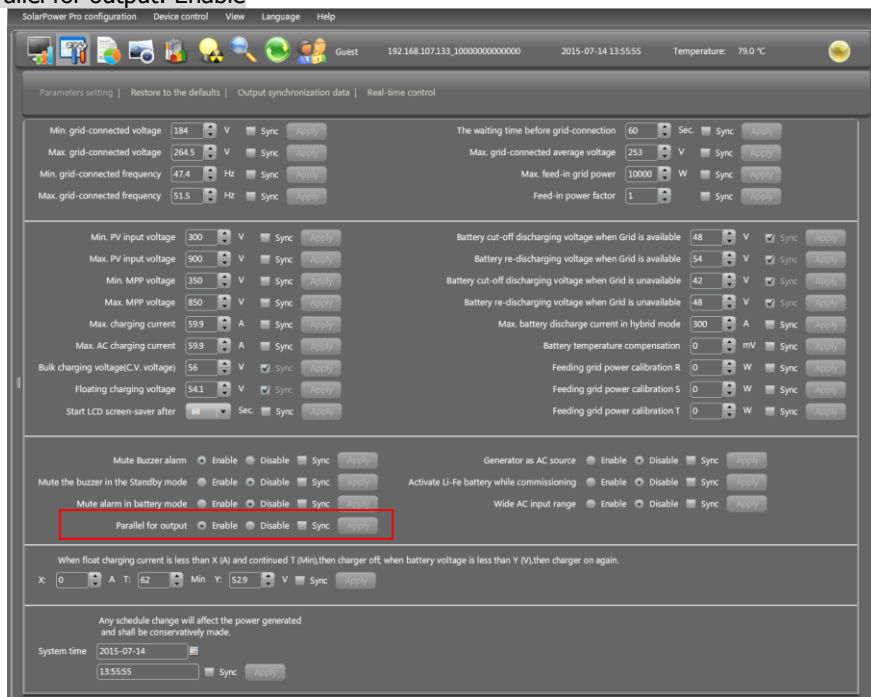 Parallel for output: Enable
SolarPower Pro configuration Device control View Language Help
Guest 192.168.107.133_10000000000000 2015-07-14 13:55:55 Temperature: 79.0 ℃
Parameters setting | Restore to the defaults | Output synchronization data | Real-time control
Min. grid-connected voltage 184 V Sync Apply The waiting time before grid-connection 60 Sec. Sync Apply
Max. grid-connected voltage 264.5 V Sync Apply Max. grid-connected average voltage 253 V Sync Apply
Min. grid-connected frequency 47.4 Hz Sync Apply Max. feed-in grid power 10000 W Sync Apply
Max. grid-connected frequency 51.5 Hz Sync Apply Feed-in power factor 1 Sync Apply
Min. PV input voltage 300 V Sync Apply Battery cut-off discharging voltage when Grid is available 48 V Sync Apply
Max. PV input voltage 900 V Sync Apply Battery re-discharging voltage when Grid is available 54 V Sync Apply
Min. MPP voltage 350 V Sync Apply Battery cut-off discharging voltage when Grid is unavailable 42 V Sync Apply
Max. MPP voltage 850 V Sync Apply Battery re-discharging voltage when Grid is unavailable 48 V Sync Apply
Max. charging current 59.9 A Sync Apply Max. battery discharge current in hybrid mode 300 A Sync Apply
Max. AC charging current 59.9 A Sync Apply Battery temperature compensation 0 mV Sync Apply
Bulk charging voltage(C.V. voltage) 56 V Sync Apply Feeding grid power calibration R 0 W Sync Apply
Floating charging voltage 54.1 V Sync Apply Feeding grid power calibration S 0 W Sync Apply
Start LCD screen-saver after 60 Sec. Sync Apply Feeding grid power calibration T 0 W Sync Apply
Mute Buzzer alarm Enable Disable Sync Apply Generator as AC source Enable Disable Sync Apply
Mute the buzzer in the Standby mode Enable Disable Sync Apply Activate Li-Fe battery while commissioning Enable Disable Sync Apply
Mute alarm in battery mode Enable Disable Sync Apply Wide AC input range Enable Disable Sync Apply
Parallel for output Enable Disable Sync Apply
When float charging current is less than X (A) and continued T (Min),then charger off; when battery voltage is less than Y (V),then charger on again.
X: 0 A T: 62 Min Y: 52.9 V Sync Apply
Any schedule change will affect the power generated
and shall be conservatively made.
System time 2015-07-14
13:55:55 Sync Apply